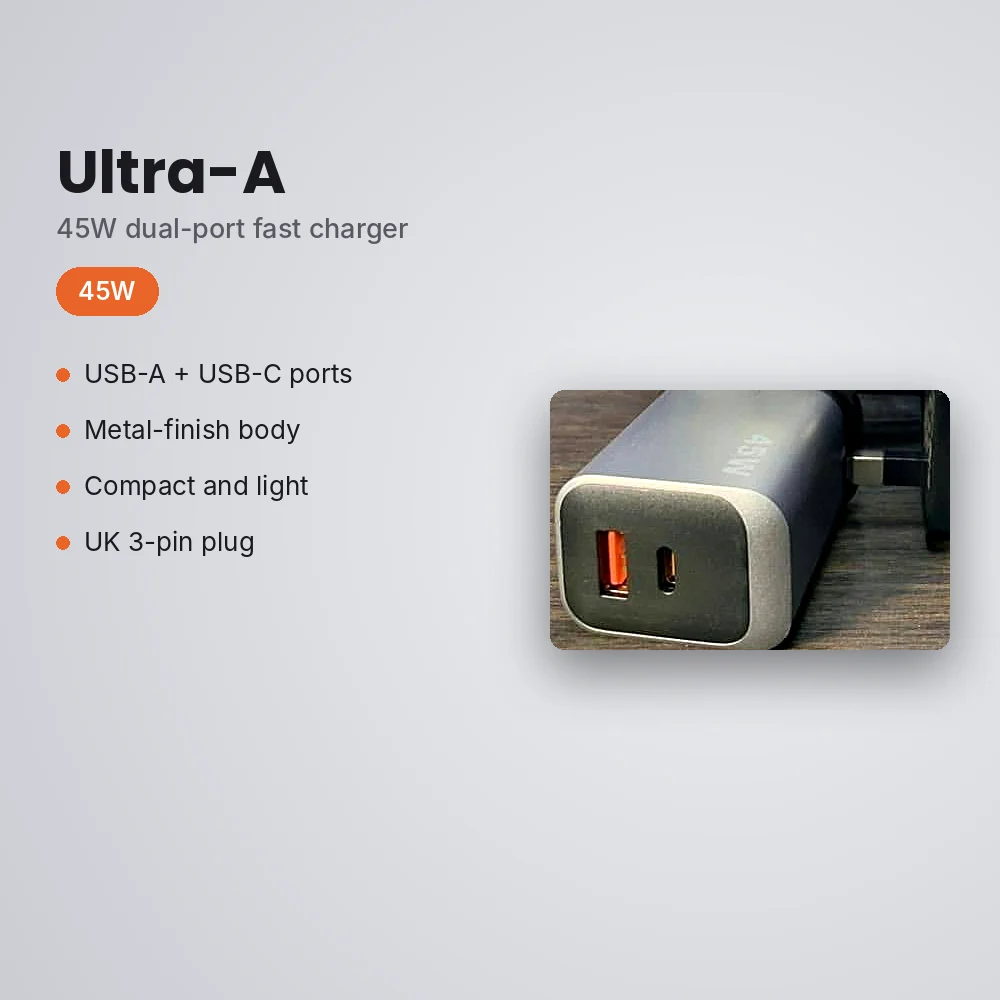 Ultra-A
45W dual-port fast charger
45W
USB-A + USB-C ports
Metal-finish body
Compact and light
UK 3-pin plug
45W